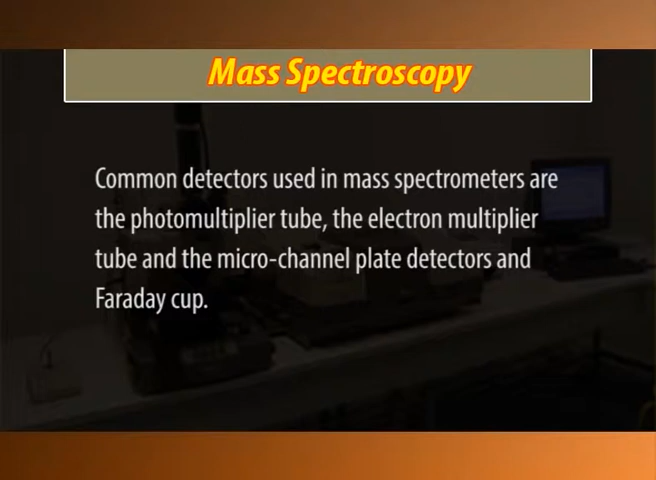 Mass Spectroscopy
Common detectors used in mass spectrometers are
the photomultiplier tube, the electron multiplier
tube and the micro-channel plate detectors and
Faraday cup.